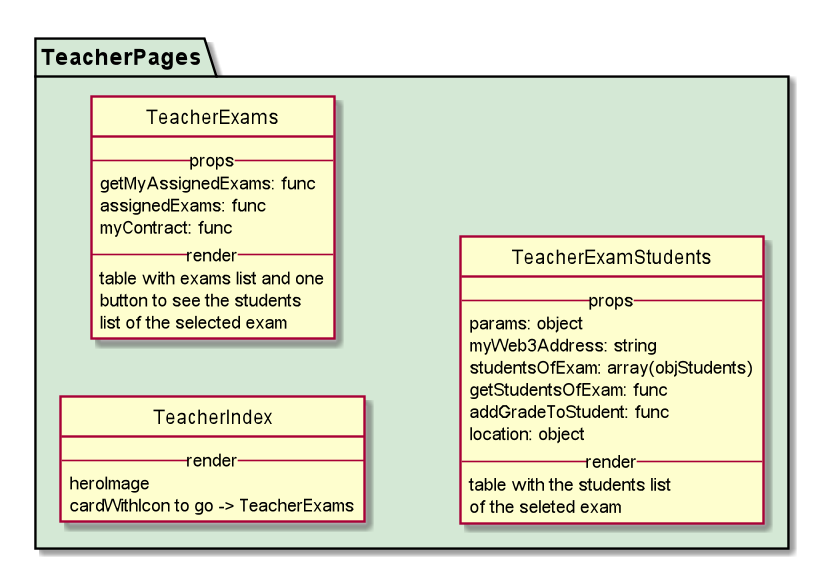 TeacherPages
TeacherExams
props
getMyAssignedExams: func
assignedExams: func
myContract: func
render
table with exams list and one
button to see the students
list of the selected exam
TeacherExamStudents
props
params: object
myWeb3Address: string
studentsOfExam: array(objStudents)
getStudentsOfExam: func
addGradeToStudent: func
location: object
render
table with the students list
of the seleted exam
TeacherIndex
render
heroImage
cardWithIcon to go -> TeacherExams